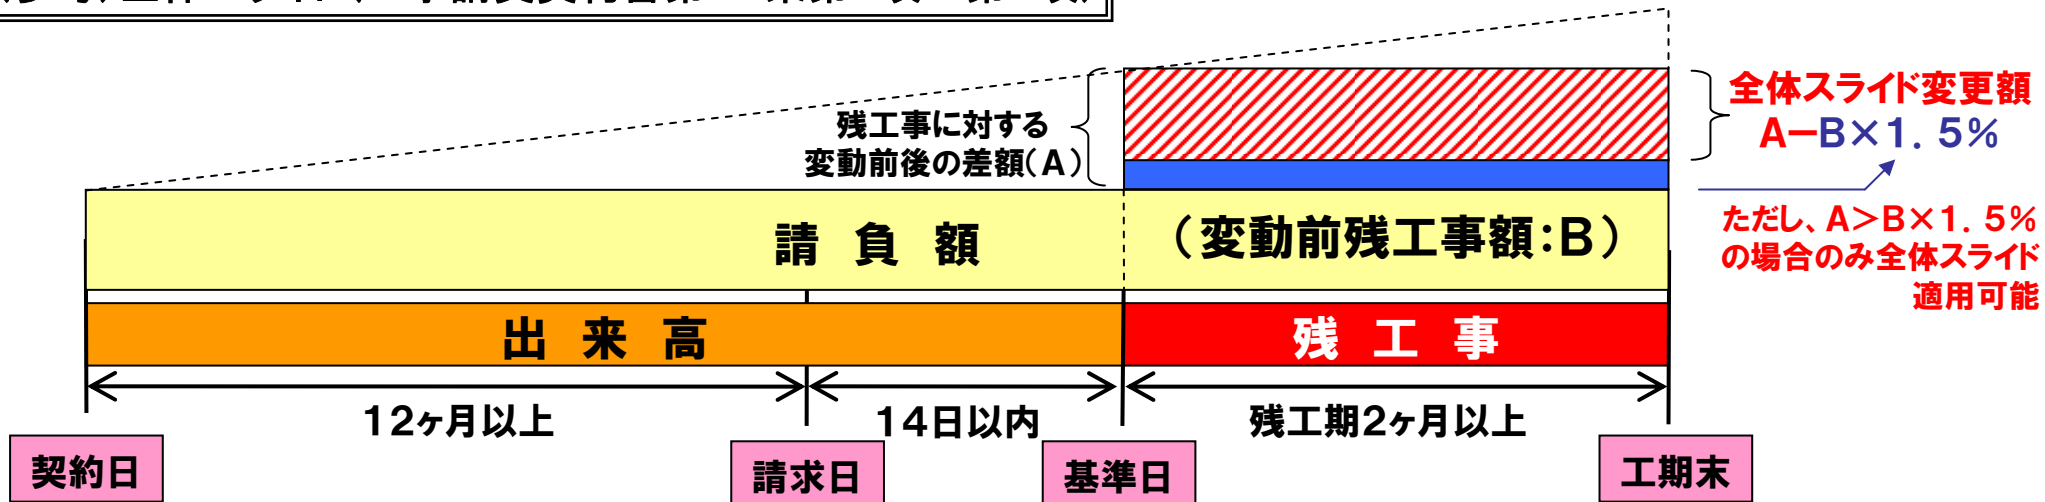 全体スライド変更額
A－B×1．5％
残工事に対する
変動前後の差額（A）
請 負 額
（変動前残工事額：B）
ただし、A＞B×1．5％
の場合のみ全体スライド
適用可能
出 来 高
残 工 事
12ヶ月以上
14日以内
残工期2ヶ月以上
契約日
請求日
基準日
工期末